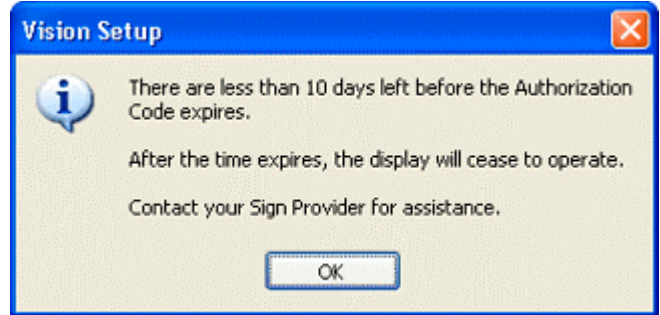 Vision Setup
There are less than 10 days left before the Authorization
Code expires.
After the time expires, the display will cease to operate.
Contact your Sign Provider for assistance.
OK